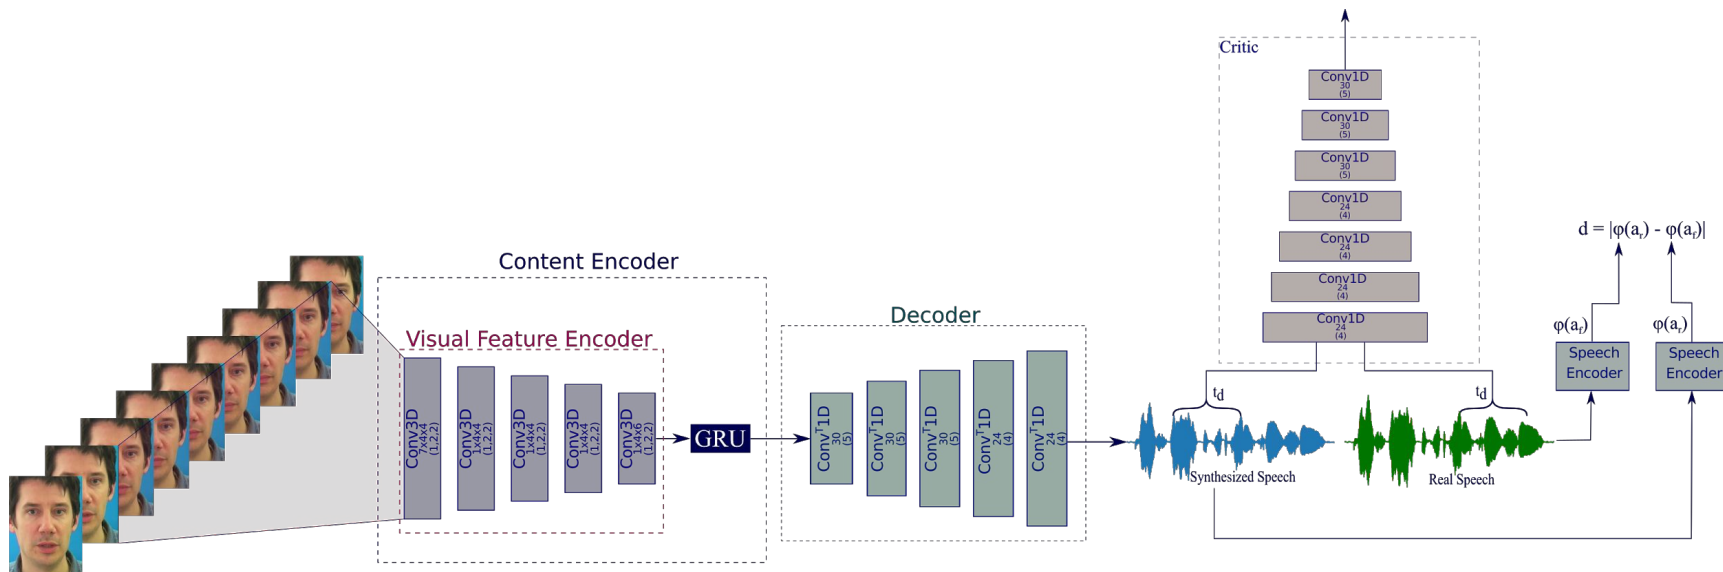 Content Encoder
Visual Feature Encoder
Conv3D
7x4x4
(1,2,2)
Conv3D
1x4x4
(1,2,2)
Conv3D
1x4x4
(1,2,2)
Conv3D
1x4x4
(1,2,2)
Conv3D
1x4x6
(1,2,2)
GRU
Decoder
Convᵀ1D
30
(5)
Convᵀ1D
30
(5)
Convᵀ1D
30
(5)
Convᵀ1D
24
(4)
Convᵀ1D
24
(4)
Critic
Conv1D
30
(5)
Conv1D
30
(5)
Conv1D
30
(5)
Conv1D
24
(4)
Conv1D
24
(4)
Conv1D
24
(4)
Conv1D
24
(4)
t_d
t_d
Synthesized Speech
Real Speech
d = |φ(a_r) - φ(a_f)|
φ(a_f)
φ(a_r)
Speech
Encoder
Speech
Encoder